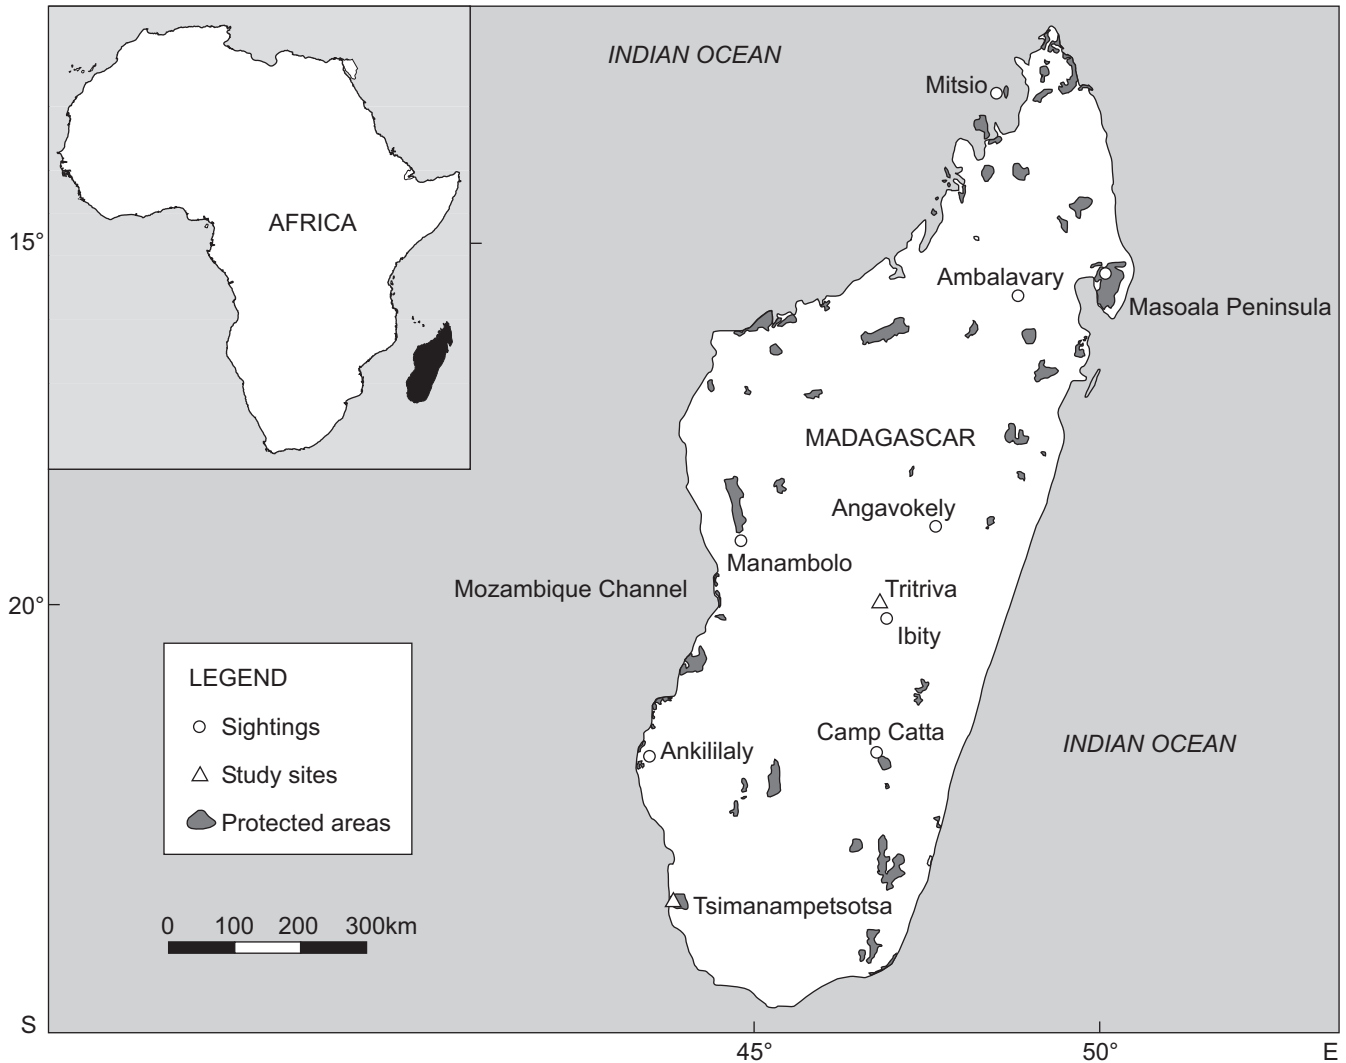 INDIAN OCEAN
Mitsio
AFRICA
15°
Ambalavary
Masoala Peninsula
MADAGASCAR
Angavokely
Manambolo
Mozambique Channel
Tritriva
20°
Ibity
LEGEND
Sightings
Study sites
Protected areas
Camp Catta
INDIAN OCEAN
Ankililaly
Tsimanampetsotsa
0 100 200 300km
S
45° 50° E